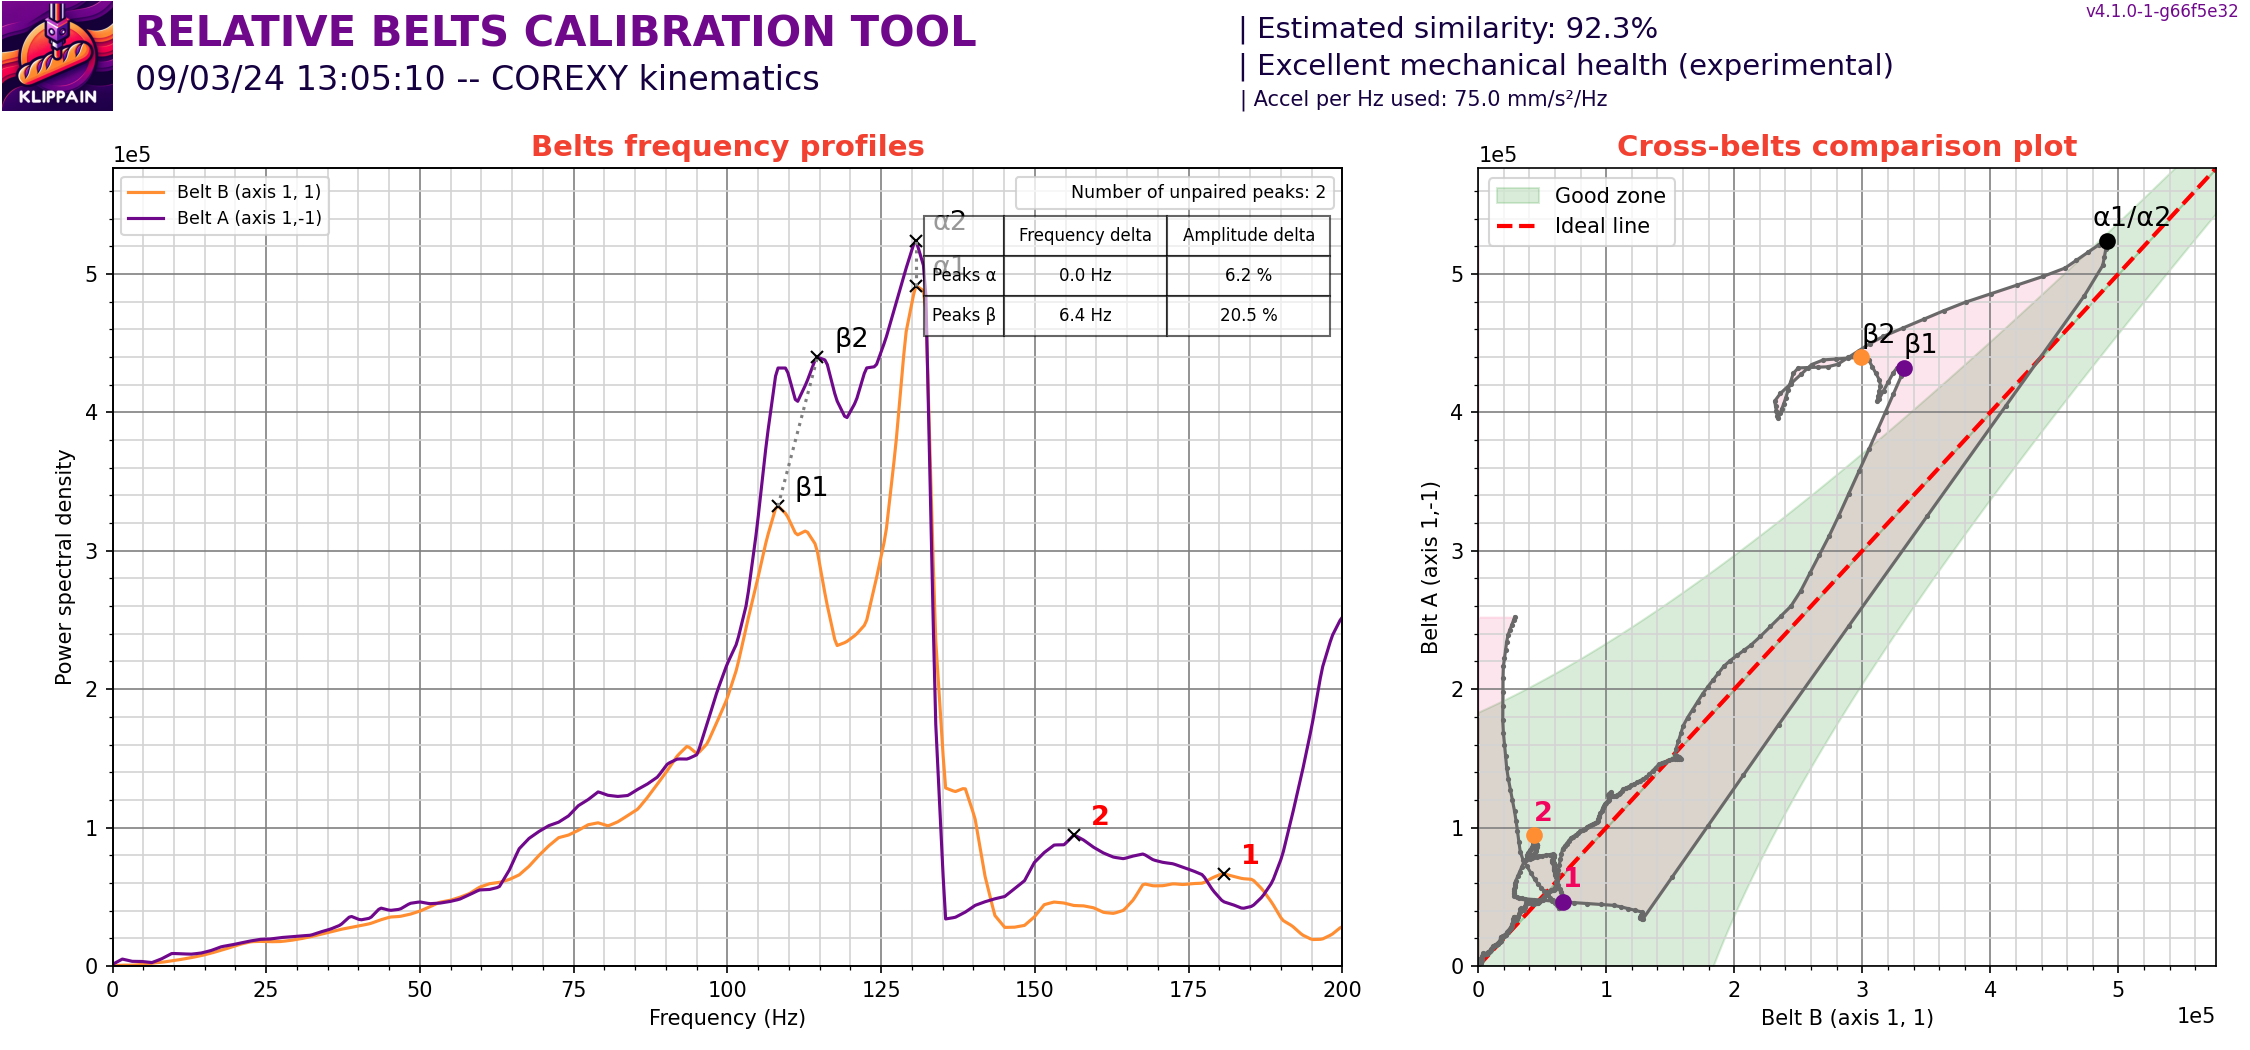 KLIPPAIN
RELATIVE BELTS CALIBRATION TOOL
09/03/24 13:05:10 -- COREXY kinematics
| Estimated similarity: 92.3%
| Excellent mechanical health (experimental)
| Accel per Hz used: 75.0 mm/s²/Hz
v4.1.0-1-g66f5e32
Belts frequency profiles
1e5
Belt B (axis 1, 1)
Belt A (axis 1,-1)
Number of unpaired peaks: 2
Frequency delta Amplitude delta
Peaks α 0.0 Hz 6.2 %
Peaks β 6.4 Hz 20.5 %
α2
α1
β2
β1
2
1
Power spectral density
5
4
3
2
1
0
0 25 50 75 100 125 150 175 200
Frequency (Hz)
Cross-belts comparison plot
1e5
Good zone
Ideal line
α1/α2
β2
β1
2
1
Belt A (axis 1,-1)
5
4
3
2
1
0
0 1 2 3 4 5
1e5
Belt B (axis 1, 1)